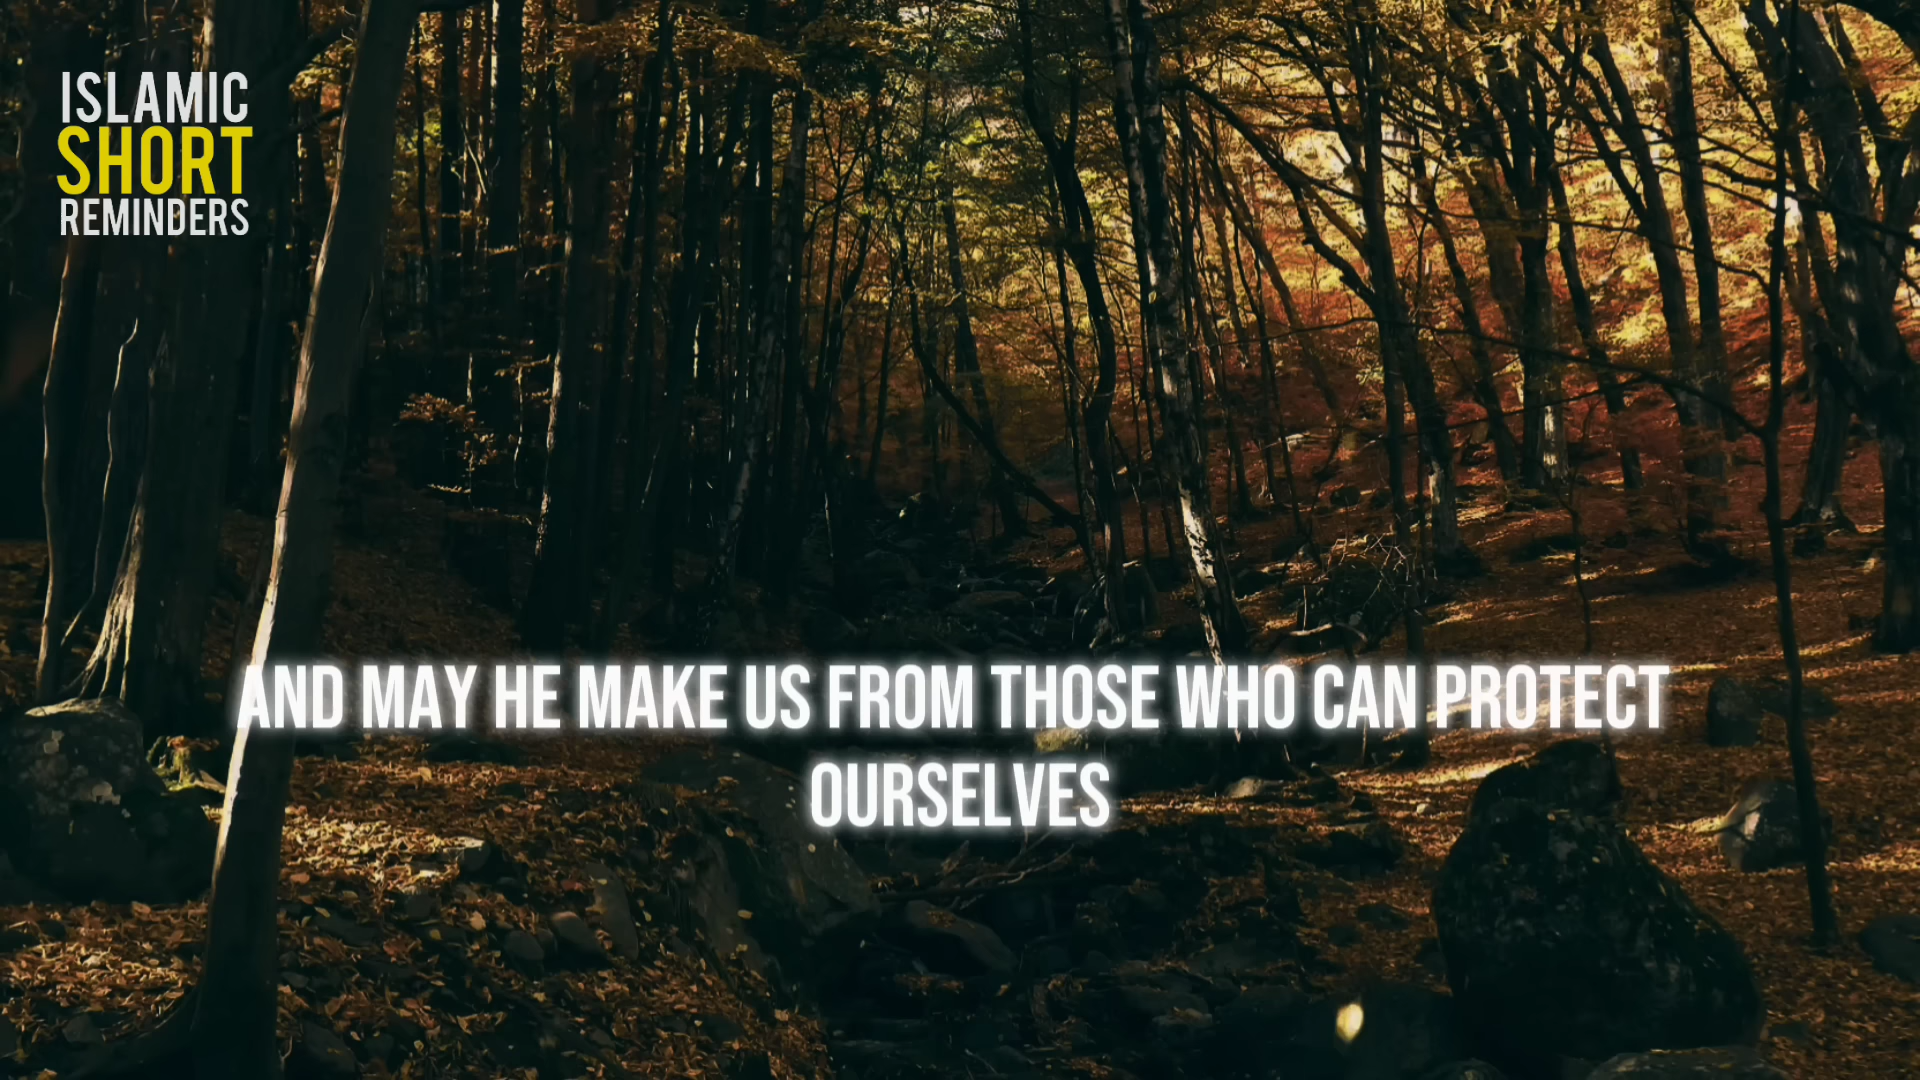 ISLAMIC
SHORT
REMINDERS
AND MAY HE MAKE US FROM THOSE WHO CAN PROTECT
OURSELVES